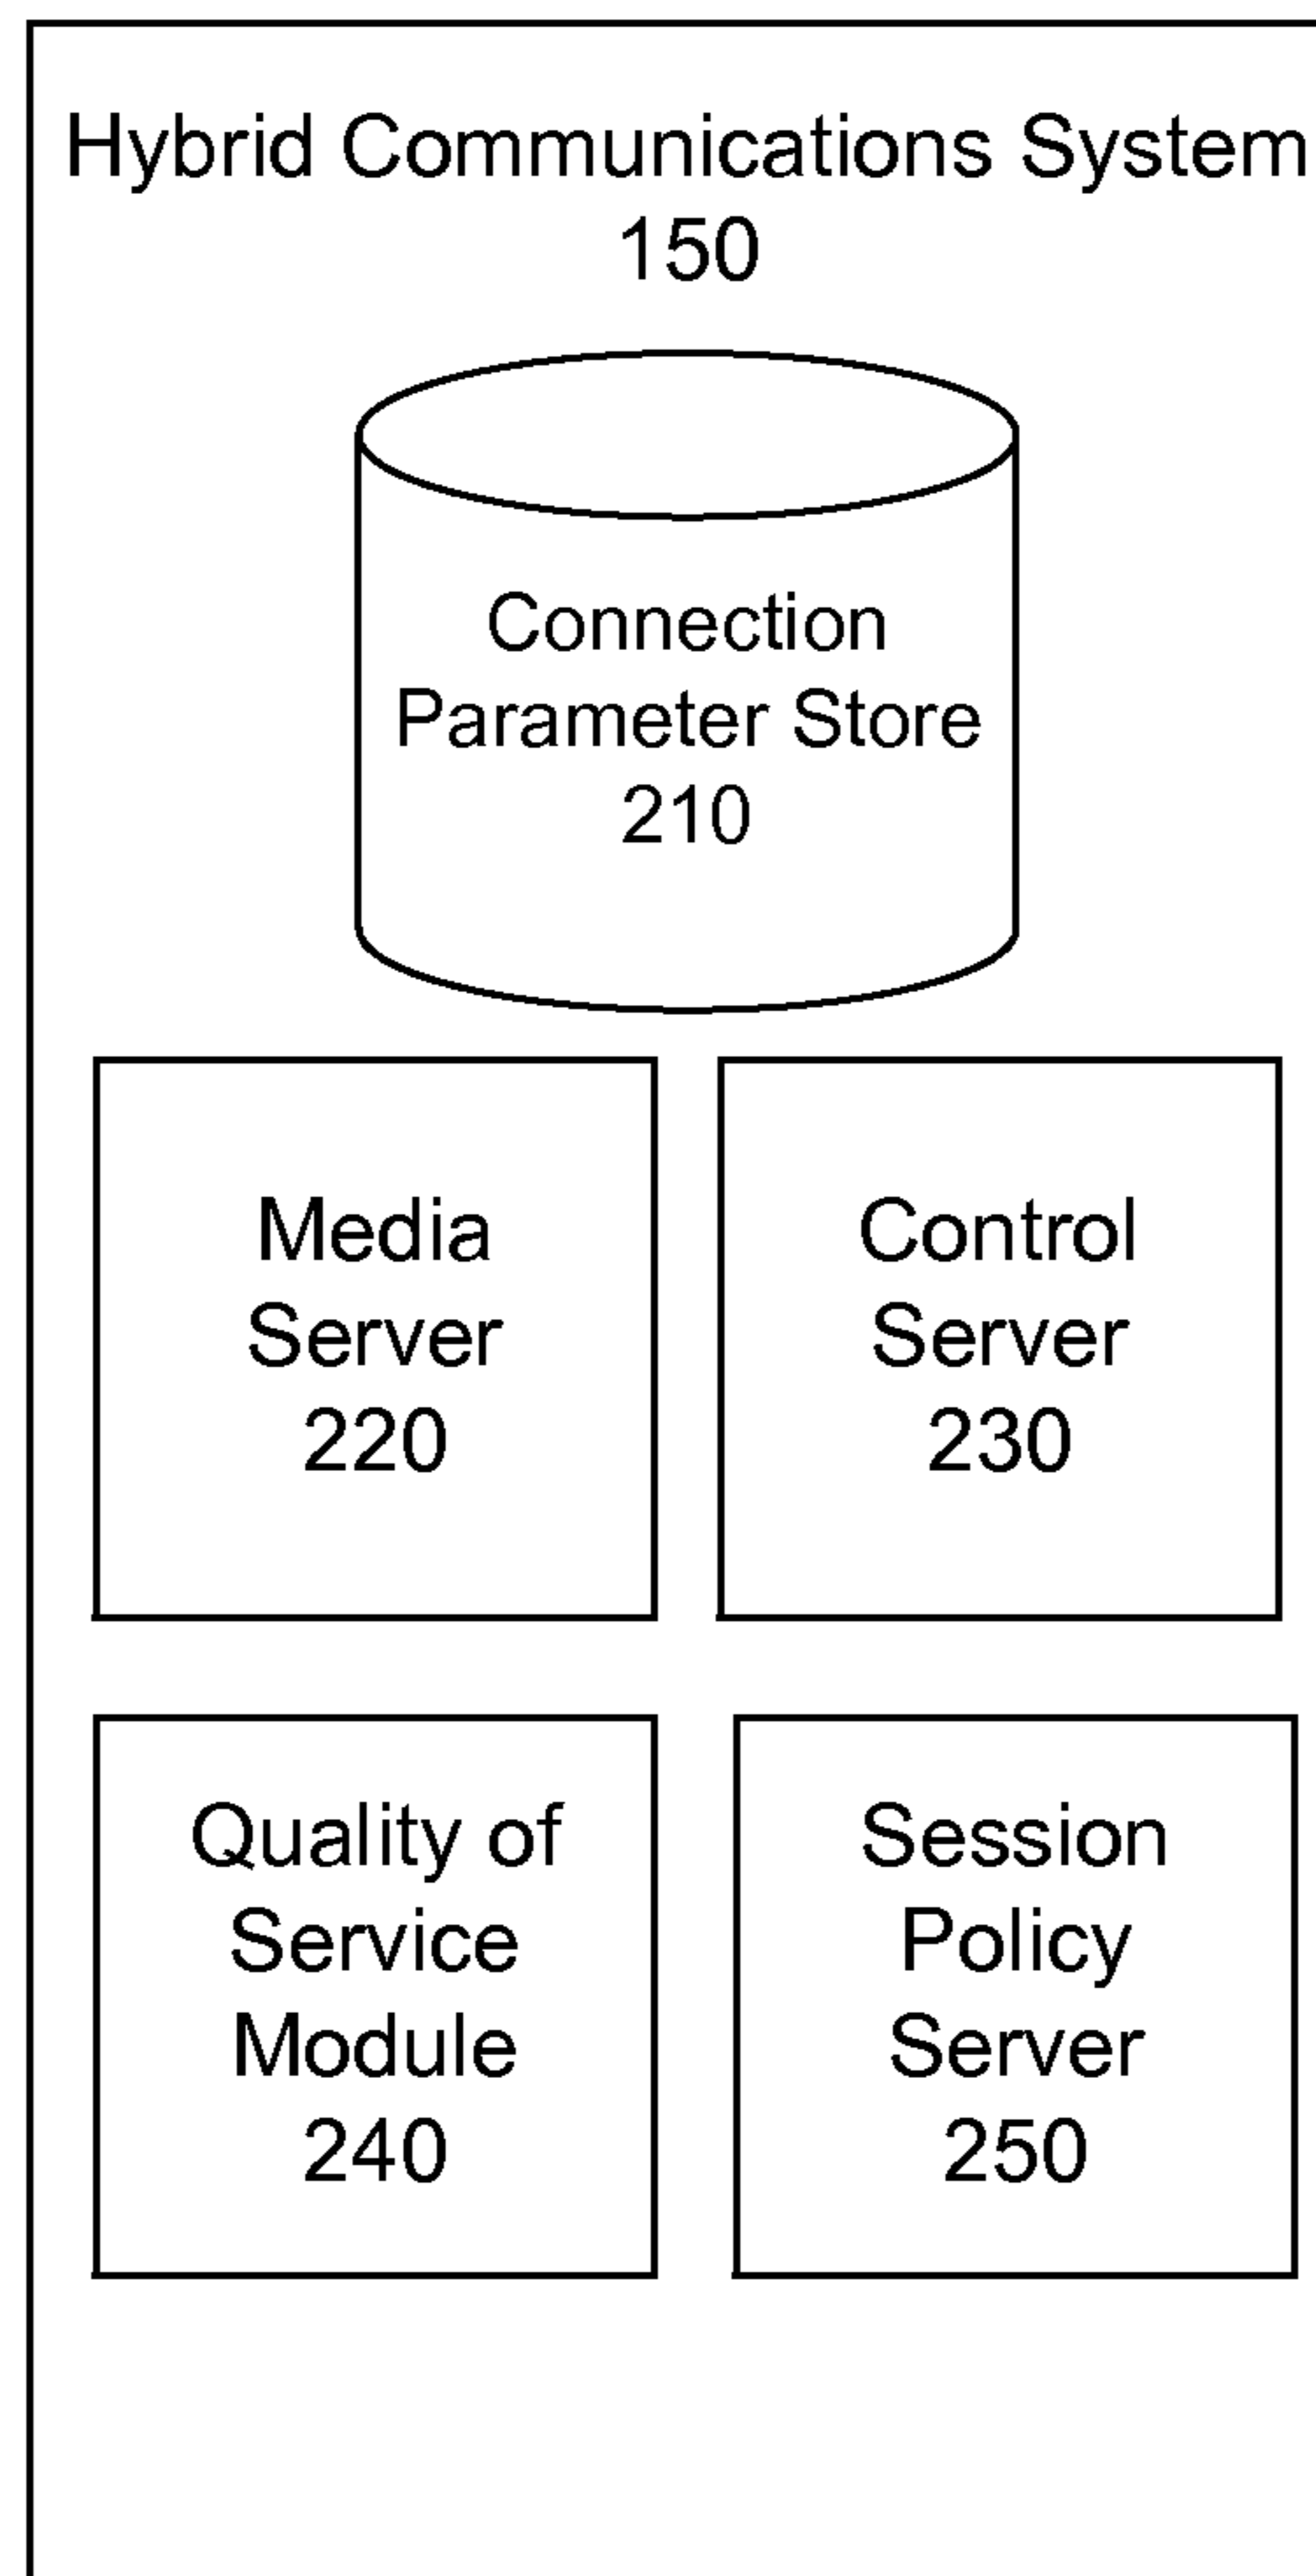 Hybrid Communications System
150
Connection
Parameter Store
210
Media
Server
220
Control
Server
230
Quality of
Service
Module
240
Session
Policy
Server
250